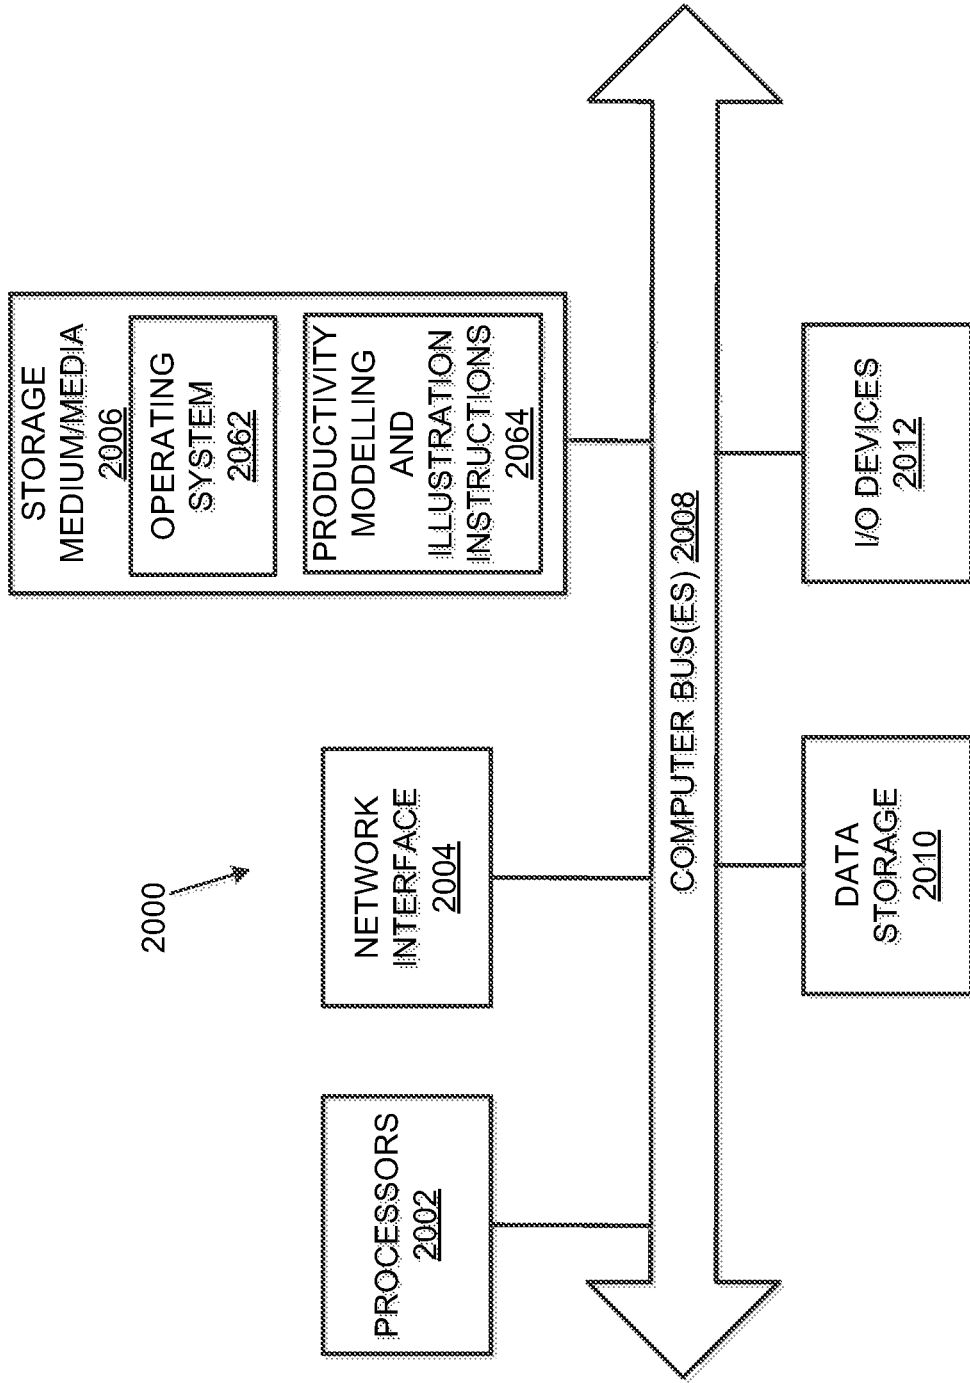 2000
PROCESSORS
2002
NETWORK
INTERFACE
2004
STORAGE
MEDIUM/MEDIA
2006
OPERATING
SYSTEM
2062
PRODUCTIVITY
MODELLING
AND
ILLUSTRATION
INSTRUCTIONS
2064
COMPUTER BUS(ES) 2008
DATA
STORAGE
2010
I/O DEVICES
2012